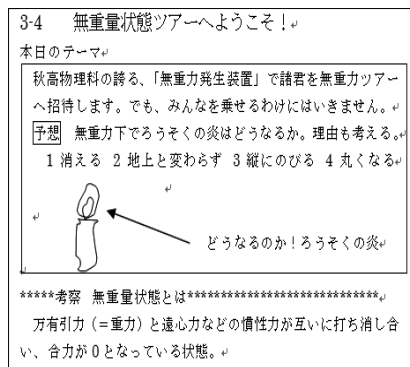 3-4　無重量状態ツアーへようこそ！
本日のテーマ
秋高物理科の誇る、「無重力発生装置」で諸君を無重力ツアー
へ招待します。でも、みんなを乗せるわけにはいきません。
予想　無重力下でろうそくの炎はどうなるか。理由も考える。
1 消える 2 地上と変わらず 3 縦にのびる 4 丸くなる
どうなるのか！ろうそくの炎
*****考察　無重量状態とは****************************
万有引力（＝重力）と遠心力などの慣性力が互いに打ち消し合
い、合力が０となっている状態。